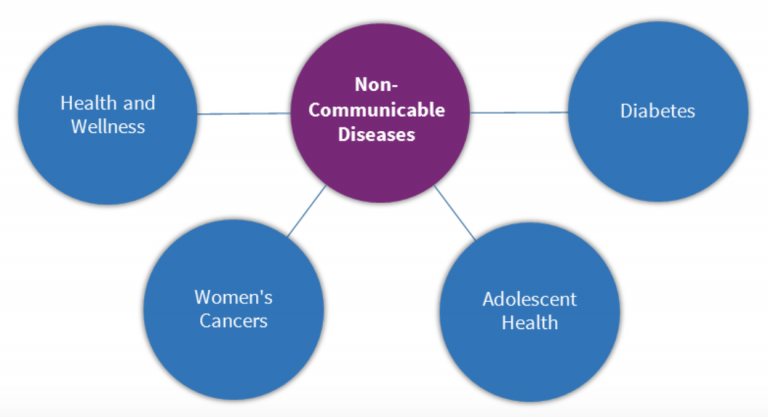 Health and
Wellness
Non-
Communicable
Diseases
Diabetes
Women's
Cancers
Adolescent
Health